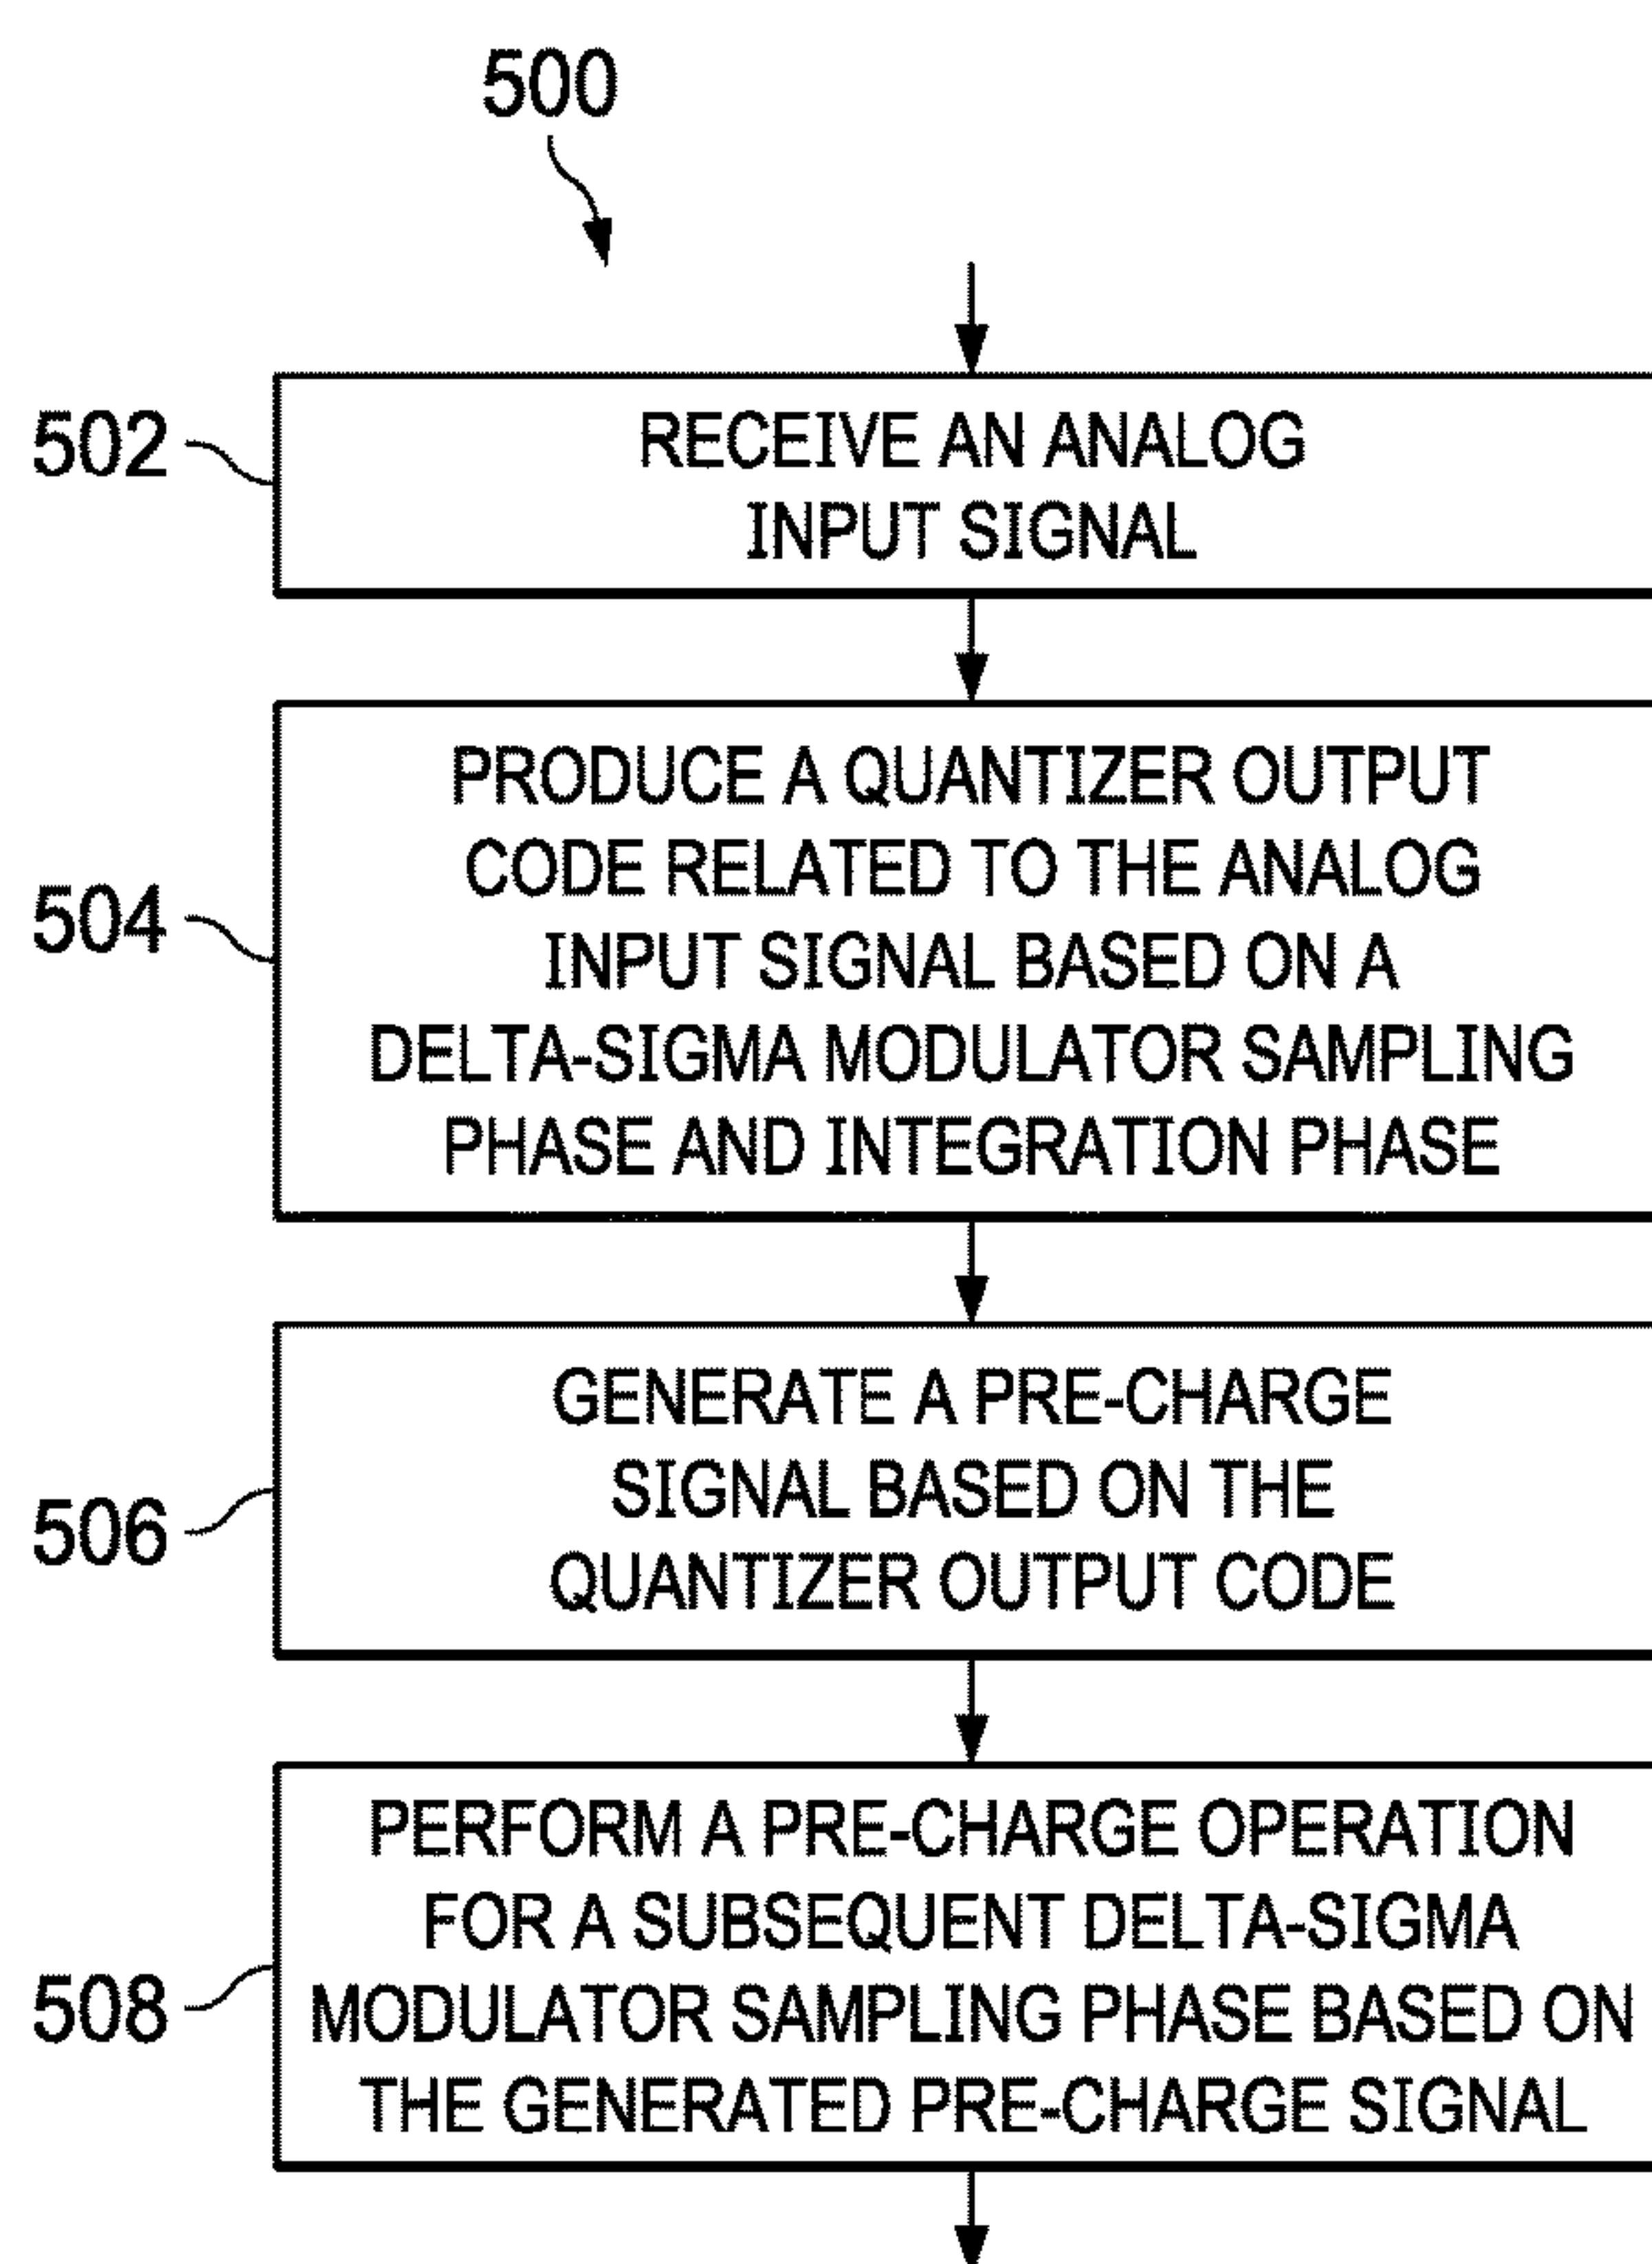 500
502
RECEIVE AN ANALOG
INPUT SIGNAL
504
PRODUCE A QUANTIZER OUTPUT
CODE RELATED TO THE ANALOG
INPUT SIGNAL BASED ON A
DELTA-SIGMA MODULATOR SAMPLING
PHASE AND INTEGRATION PHASE
506
GENERATE A PRE-CHARGE
SIGNAL BASED ON THE
QUANTIZER OUTPUT CODE
508
PERFORM A PRE-CHARGE OPERATION
FOR A SUBSEQUENT DELTA-SIGMA
MODULATOR SAMPLING PHASE BASED ON
THE GENERATED PRE-CHARGE SIGNAL